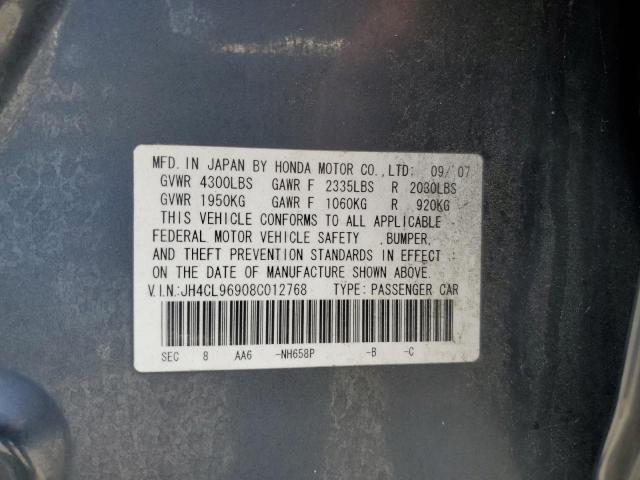 MFD. IN JAPAN BY HONDA MOTOR CO., LTD: 09/ 07
GVWR 4300LBS GAWR F 2335LBS R 2030LBS
GVWR 1950KG GAWR F 1060KG R 920KG
THIS VEHICLE CONFORMS TO ALL APPLICABLE
FEDERAL MOTOR VEHICLE SAFETY , BUMPER,
AND THEFT PREVENTION STANDARDS IN EFFECT
ON THE DATE OF MANUFACTURE SHOWN ABOVE.
V.I.N.:JH4CL96908C012768 TYPE: PASSENGER CAR
SEC 8 AA6 -NH658P -B -C